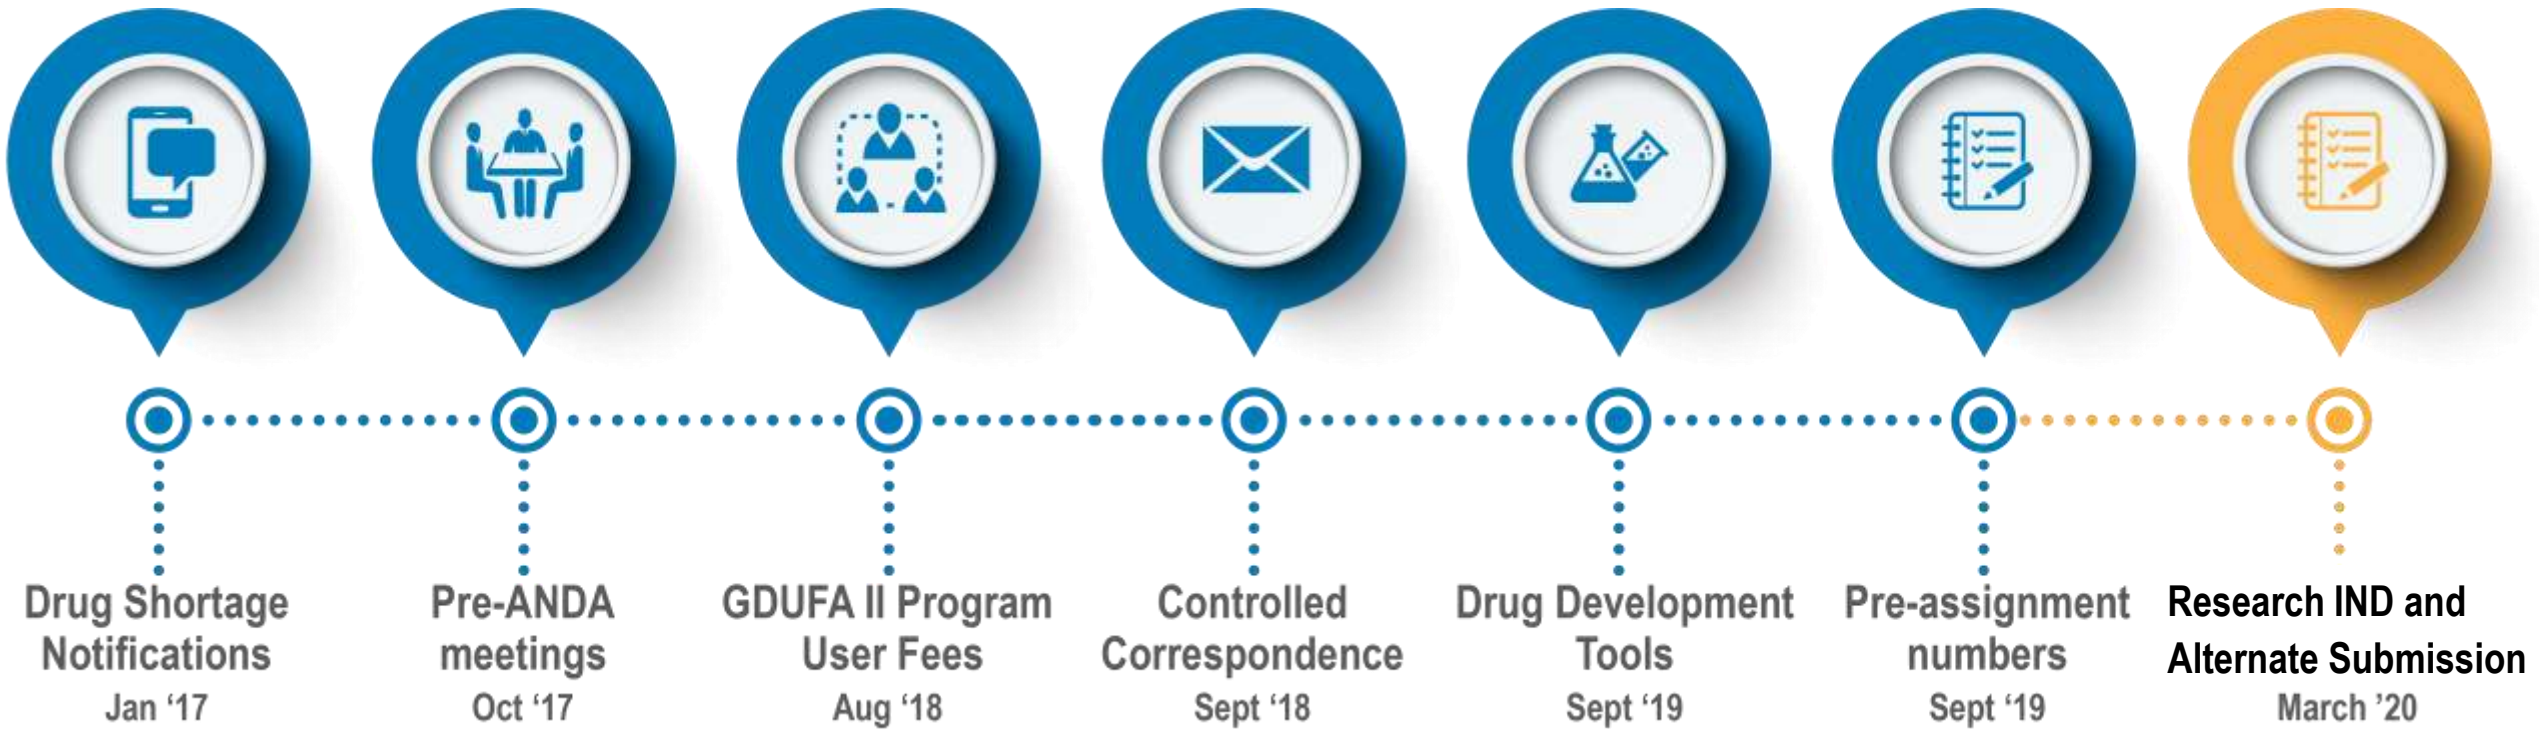 Drug Shortage
Notifications
Jan ‘17
Pre-ANDA
meetings
Oct ‘17
GDUFA II Program
User Fees
Aug ‘18
Controlled
Correspondence
Sept ‘18
Drug Development
Tools
Sept ‘19
Pre-assignment
numbers
Sept ‘19
Research IND and
Alternate Submission
March ’20